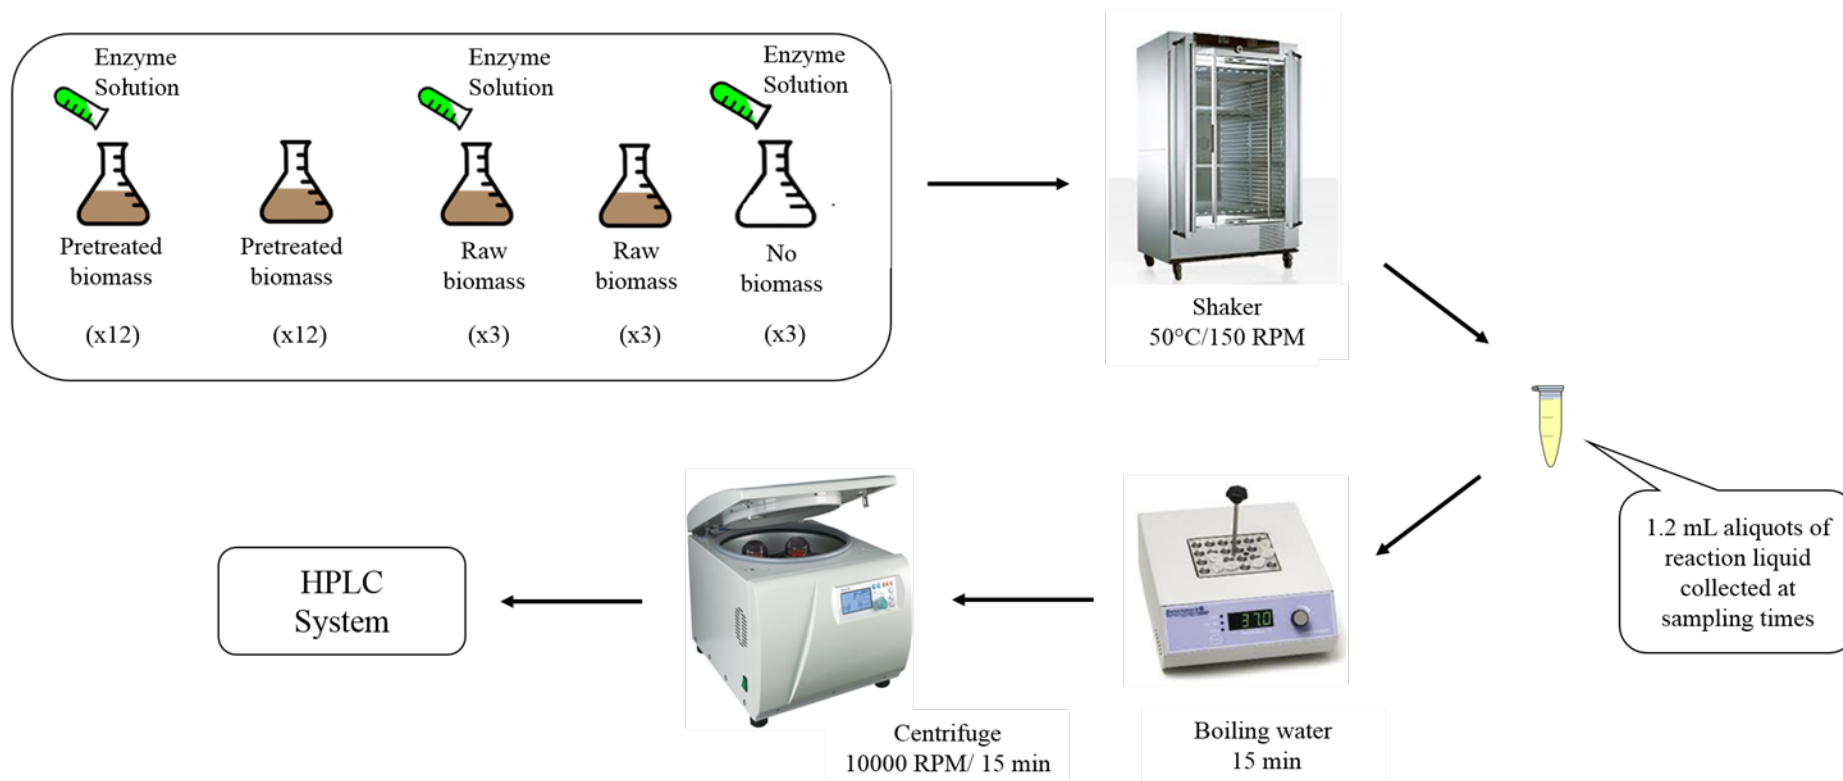 Enzyme
Solution
Enzyme
Solution
Enzyme
Solution
Pretreated
biomass
Pretreated
biomass
Raw
biomass
Raw
biomass
No
biomass
(x12)
(x12)
(x3)
(x3)
(x3)
Shaker
50°C/150 RPM
1.2 mL aliquots of
reaction liquid
collected at
sampling times
HPLC
System
37.0
Centrifuge
10000 RPM/ 15 min
Boiling water
15 min